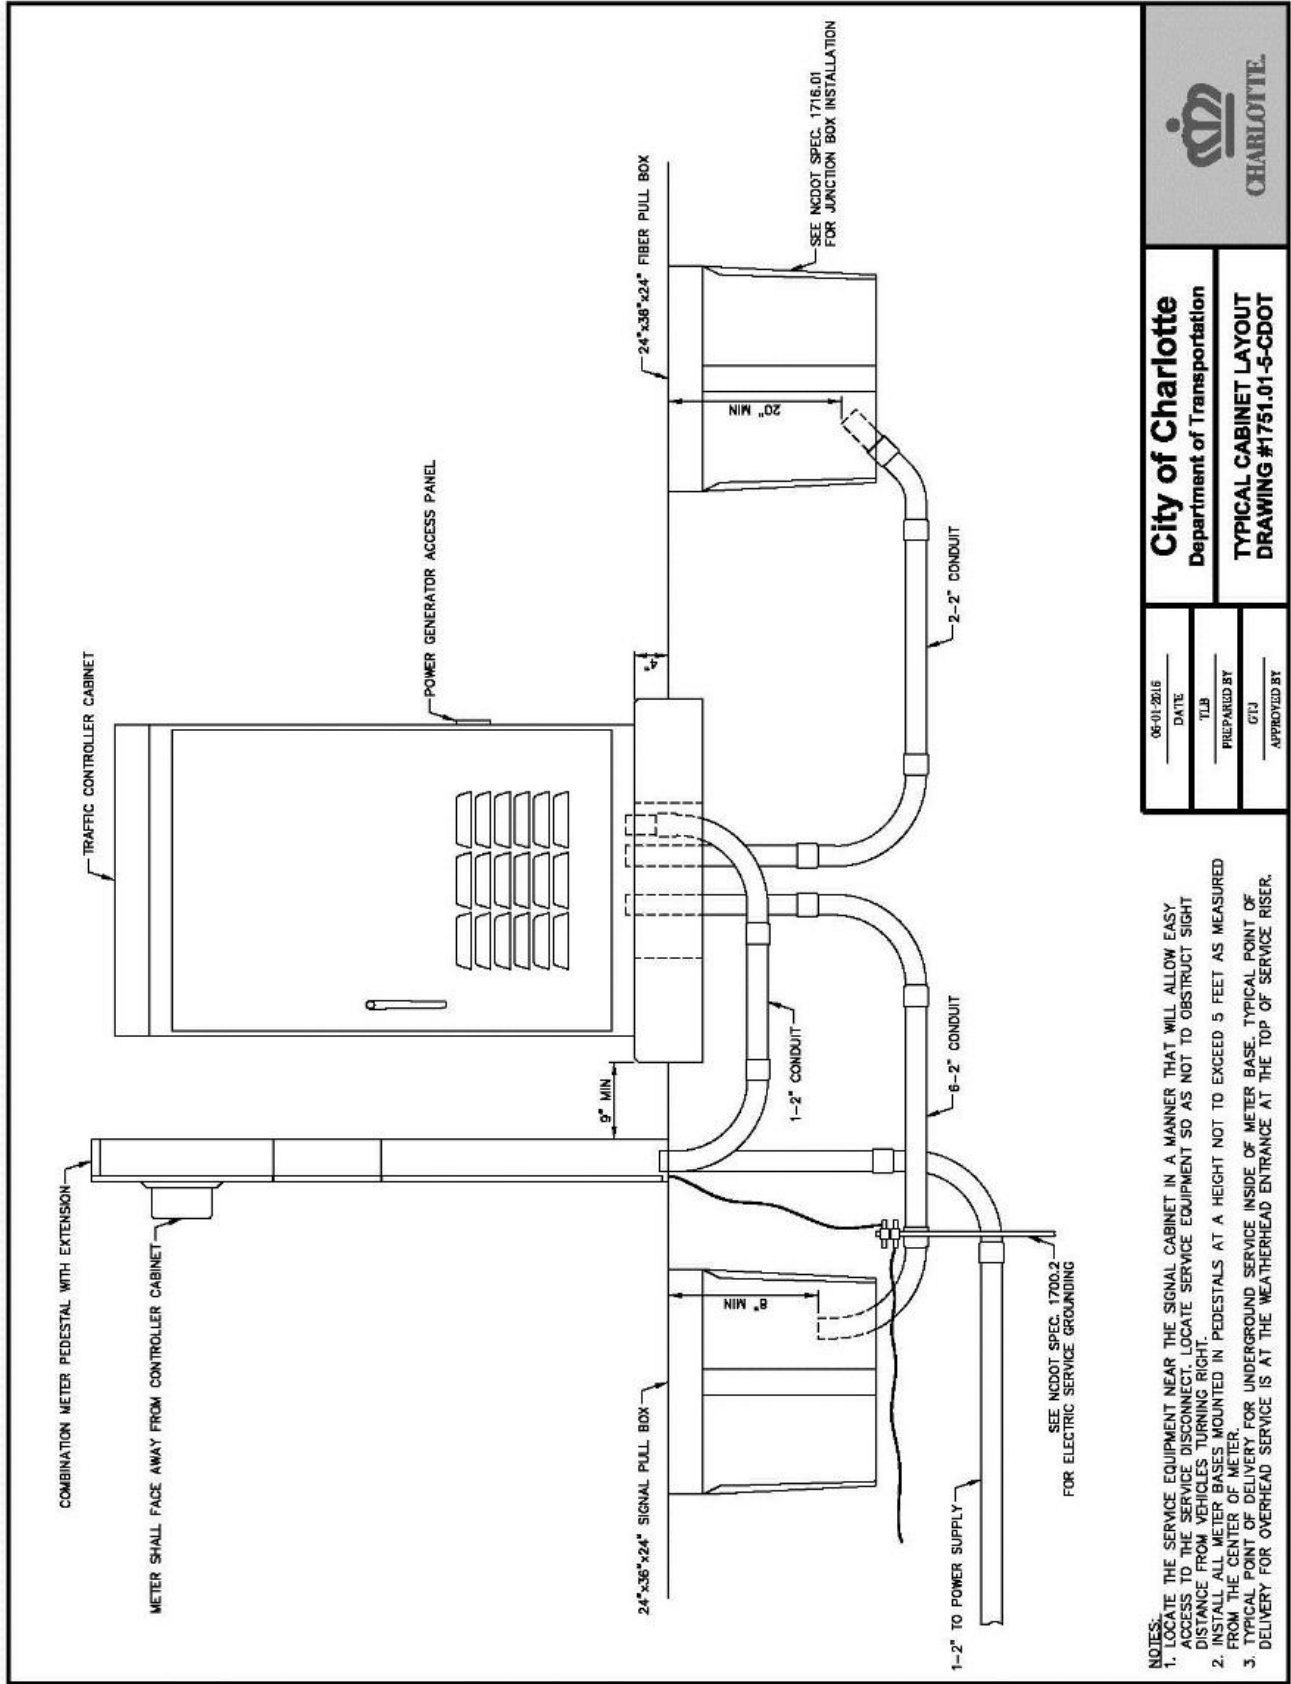 COMBINATION METER PEDESTAL WITH EXTENSION
TRAFFIC CONTROLLER CABINET
METER SHALL FACE AWAY FROM CONTROLLER CABINET
POWER GENERATOR ACCESS PANEL
9" MIN
4"
24"x36"x24" SIGNAL PULL BOX
24"x36"x24" FIBER PULL BOX
8" MIN
20" MIN
SEE NCDOT SPEC. 1716.01
FOR JUNCTION BOX INSTALLATION
1-2" CONDUIT
6-2" CONDUIT
2-2" CONDUIT
1-2" TO POWER SUPPLY
SEE NCDOT SPEC. 1700.2
FOR ELECTRIC SERVICE GROUNDING
NOTES:
1. LOCATE THE SERVICE EQUIPMENT NEAR THE SIGNAL CABINET IN A MANNER THAT WILL ALLOW EASY
ACCESS TO THE SERVICE DISCONNECT. LOCATE SERVICE EQUIPMENT SO AS NOT TO OBSTRUCT SIGHT
DISTANCE FROM VEHICLES TURNING RIGHT.
2. INSTALL ALL METER BASES MOUNTED IN PEDESTALS AT A HEIGHT NOT TO EXCEED 5 FEET AS MEASURED
FROM THE CENTER OF METER.
3. TYPICAL POINT OF DELIVERY FOR UNDERGROUND SERVICE INSIDE OF METER BASE. TYPICAL POINT OF
DELIVERY FOR OVERHEAD SERVICE IS AT THE WEATHERHEAD ENTRANCE AT THE TOP OF SERVICE RISER.
06-01-2016
DATE
TLB
PREPARED BY
GTJ
APPROVED BY
City of Charlotte
Department of Transportation
TYPICAL CABINET LAYOUT
DRAWING #1751.01-5-CDOT
CHARLOTTE.